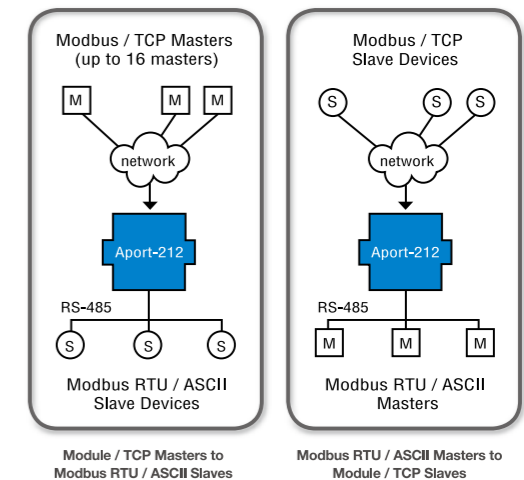 Modbus / TCP Masters
(up to 16 masters)
M
M
M
network
Aport-212
RS-485
S
S
S
Modbus RTU / ASCII
Slave Devices
Module / TCP Masters to
Modbus RTU / ASCII Slaves
Modbus / TCP
Slave Devices
S
S
S
network
Aport-212
RS-485
M
M
M
Modbus RTU / ASCII
Masters
Modbus RTU / ASCII Masters to
Module / TCP Slaves